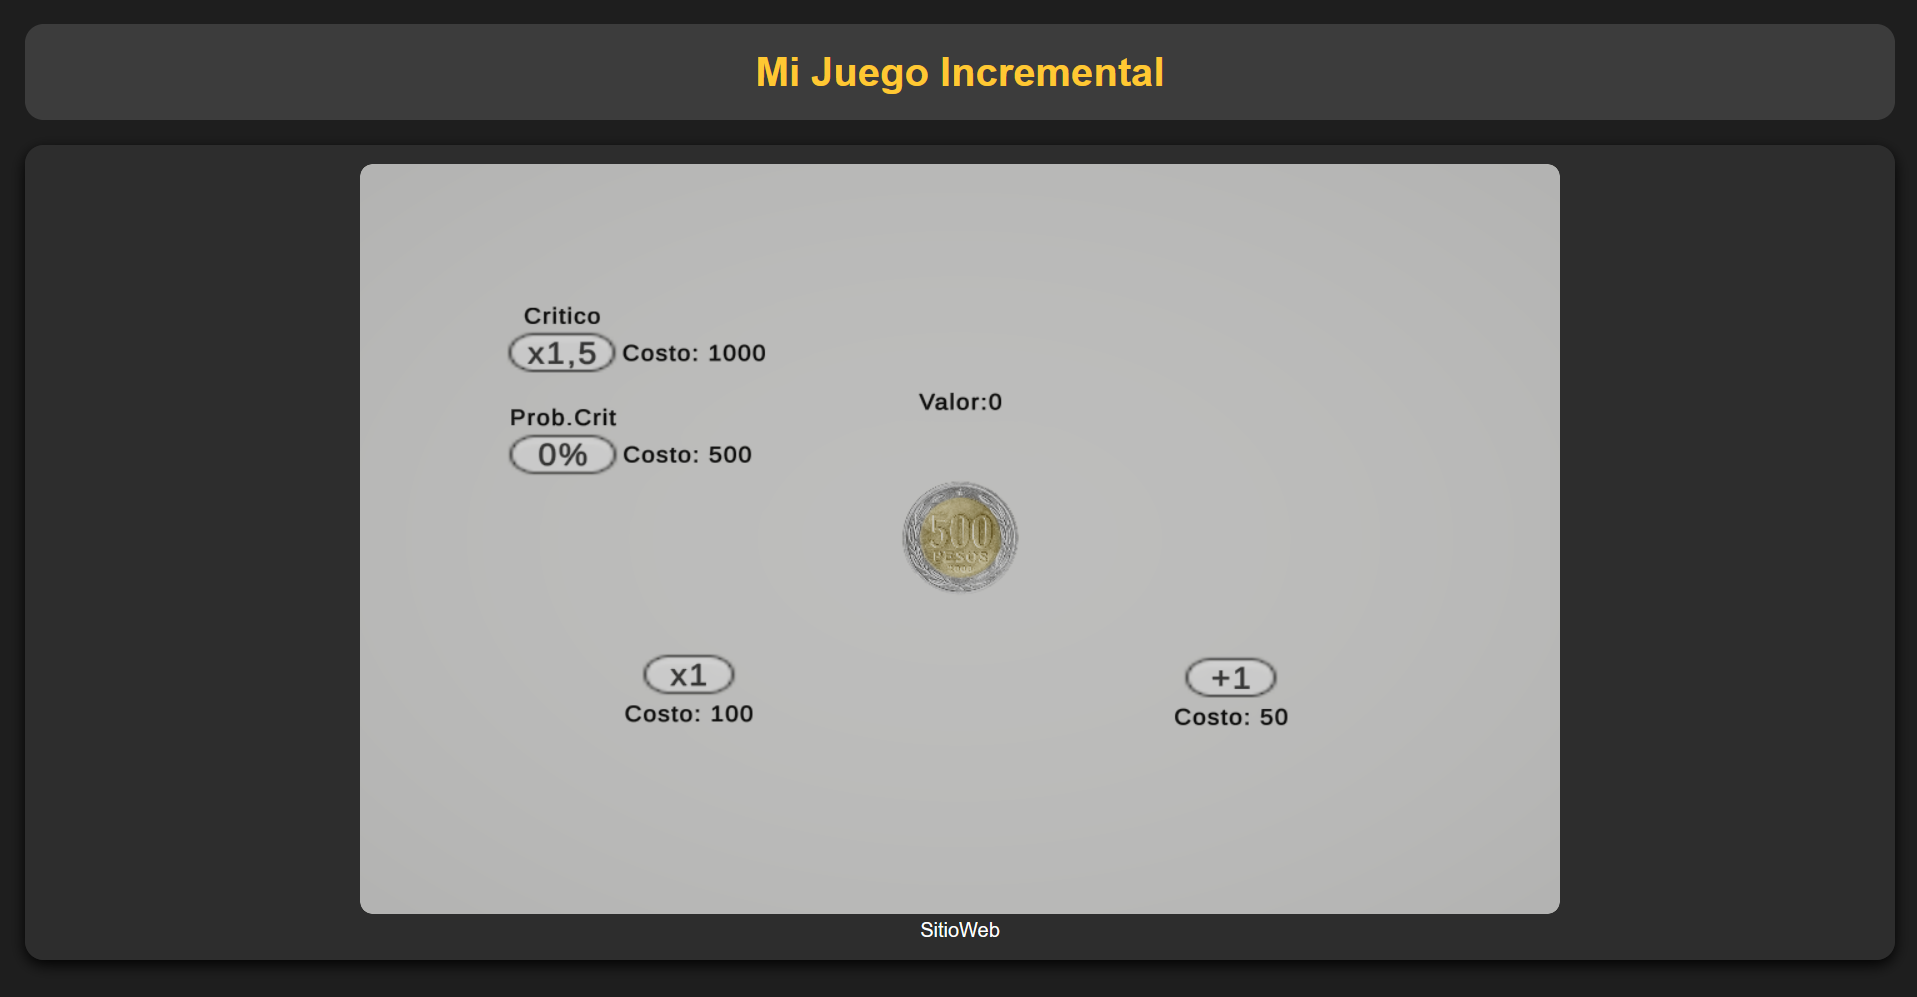 Mi Juego Incremental
Critico
x1,5 Costo: 1000
Valor:0
Prob.Crit
0% Costo: 500
500
PESOS
2000
x1
Costo: 100
+1
Costo: 50
SitioWeb